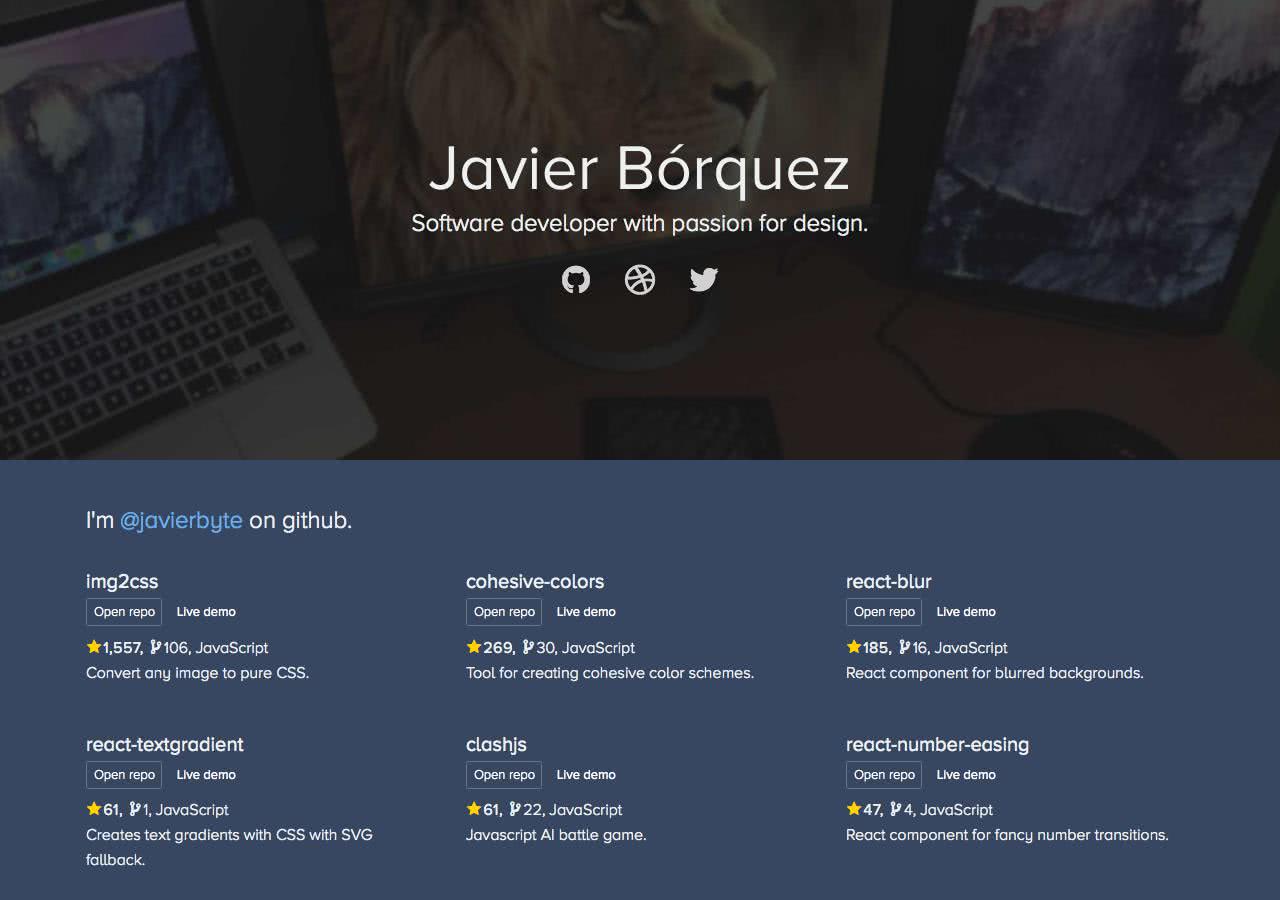 Javier Bórquez
Software developer with passion for design.
I'm @javierbyte on github.
img2css
Open repo Live demo
1,557, 106, JavaScript
Convert any image to pure CSS.
cohesive-colors
Open repo Live demo
269, 30, JavaScript
Tool for creating cohesive color schemes.
react-blur
Open repo Live demo
185, 16, JavaScript
React component for blurred backgrounds.
react-textgradient
Open repo Live demo
61, 1, JavaScript
Creates text gradients with CSS with SVG
fallback.
clashjs
Open repo Live demo
61, 22, JavaScript
Javascript AI battle game.
react-number-easing
Open repo Live demo
47, 4, JavaScript
React component for fancy number transitions.